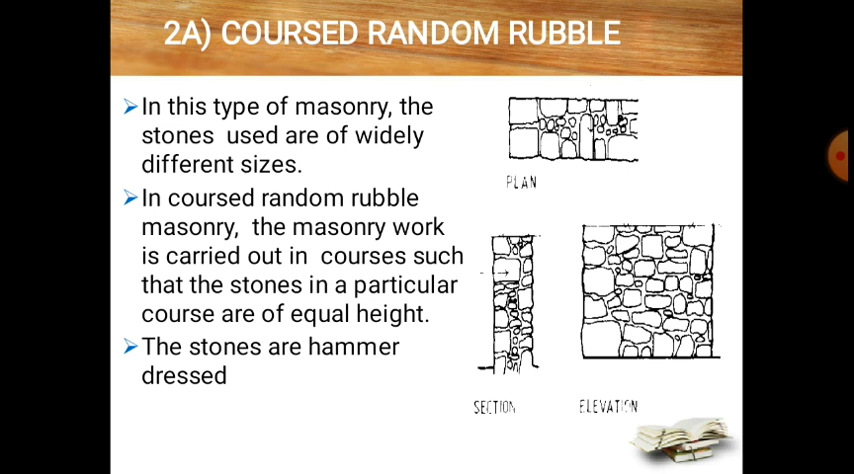 2A) COURSED RANDOM RUBBLE
➢In this type of masonry, the
stones used are of widely
different sizes.
➢In coursed random rubble
masonry, the masonry work
is carried out in courses such
that the stones in a particular
course are of equal height.
➢The stones are hammer
dressed
PLAN
SECTION
ELEVATION